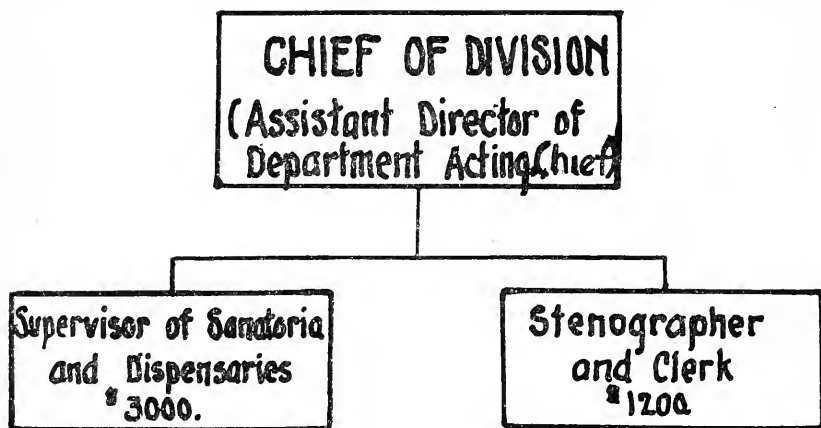 CHIEF OF DIVISION
(Assistant Director of
Department Acting Chief)
Supervisor of Sanatoria
and Dispensaries
$3000.
Stenographer
and Clerk
$1200